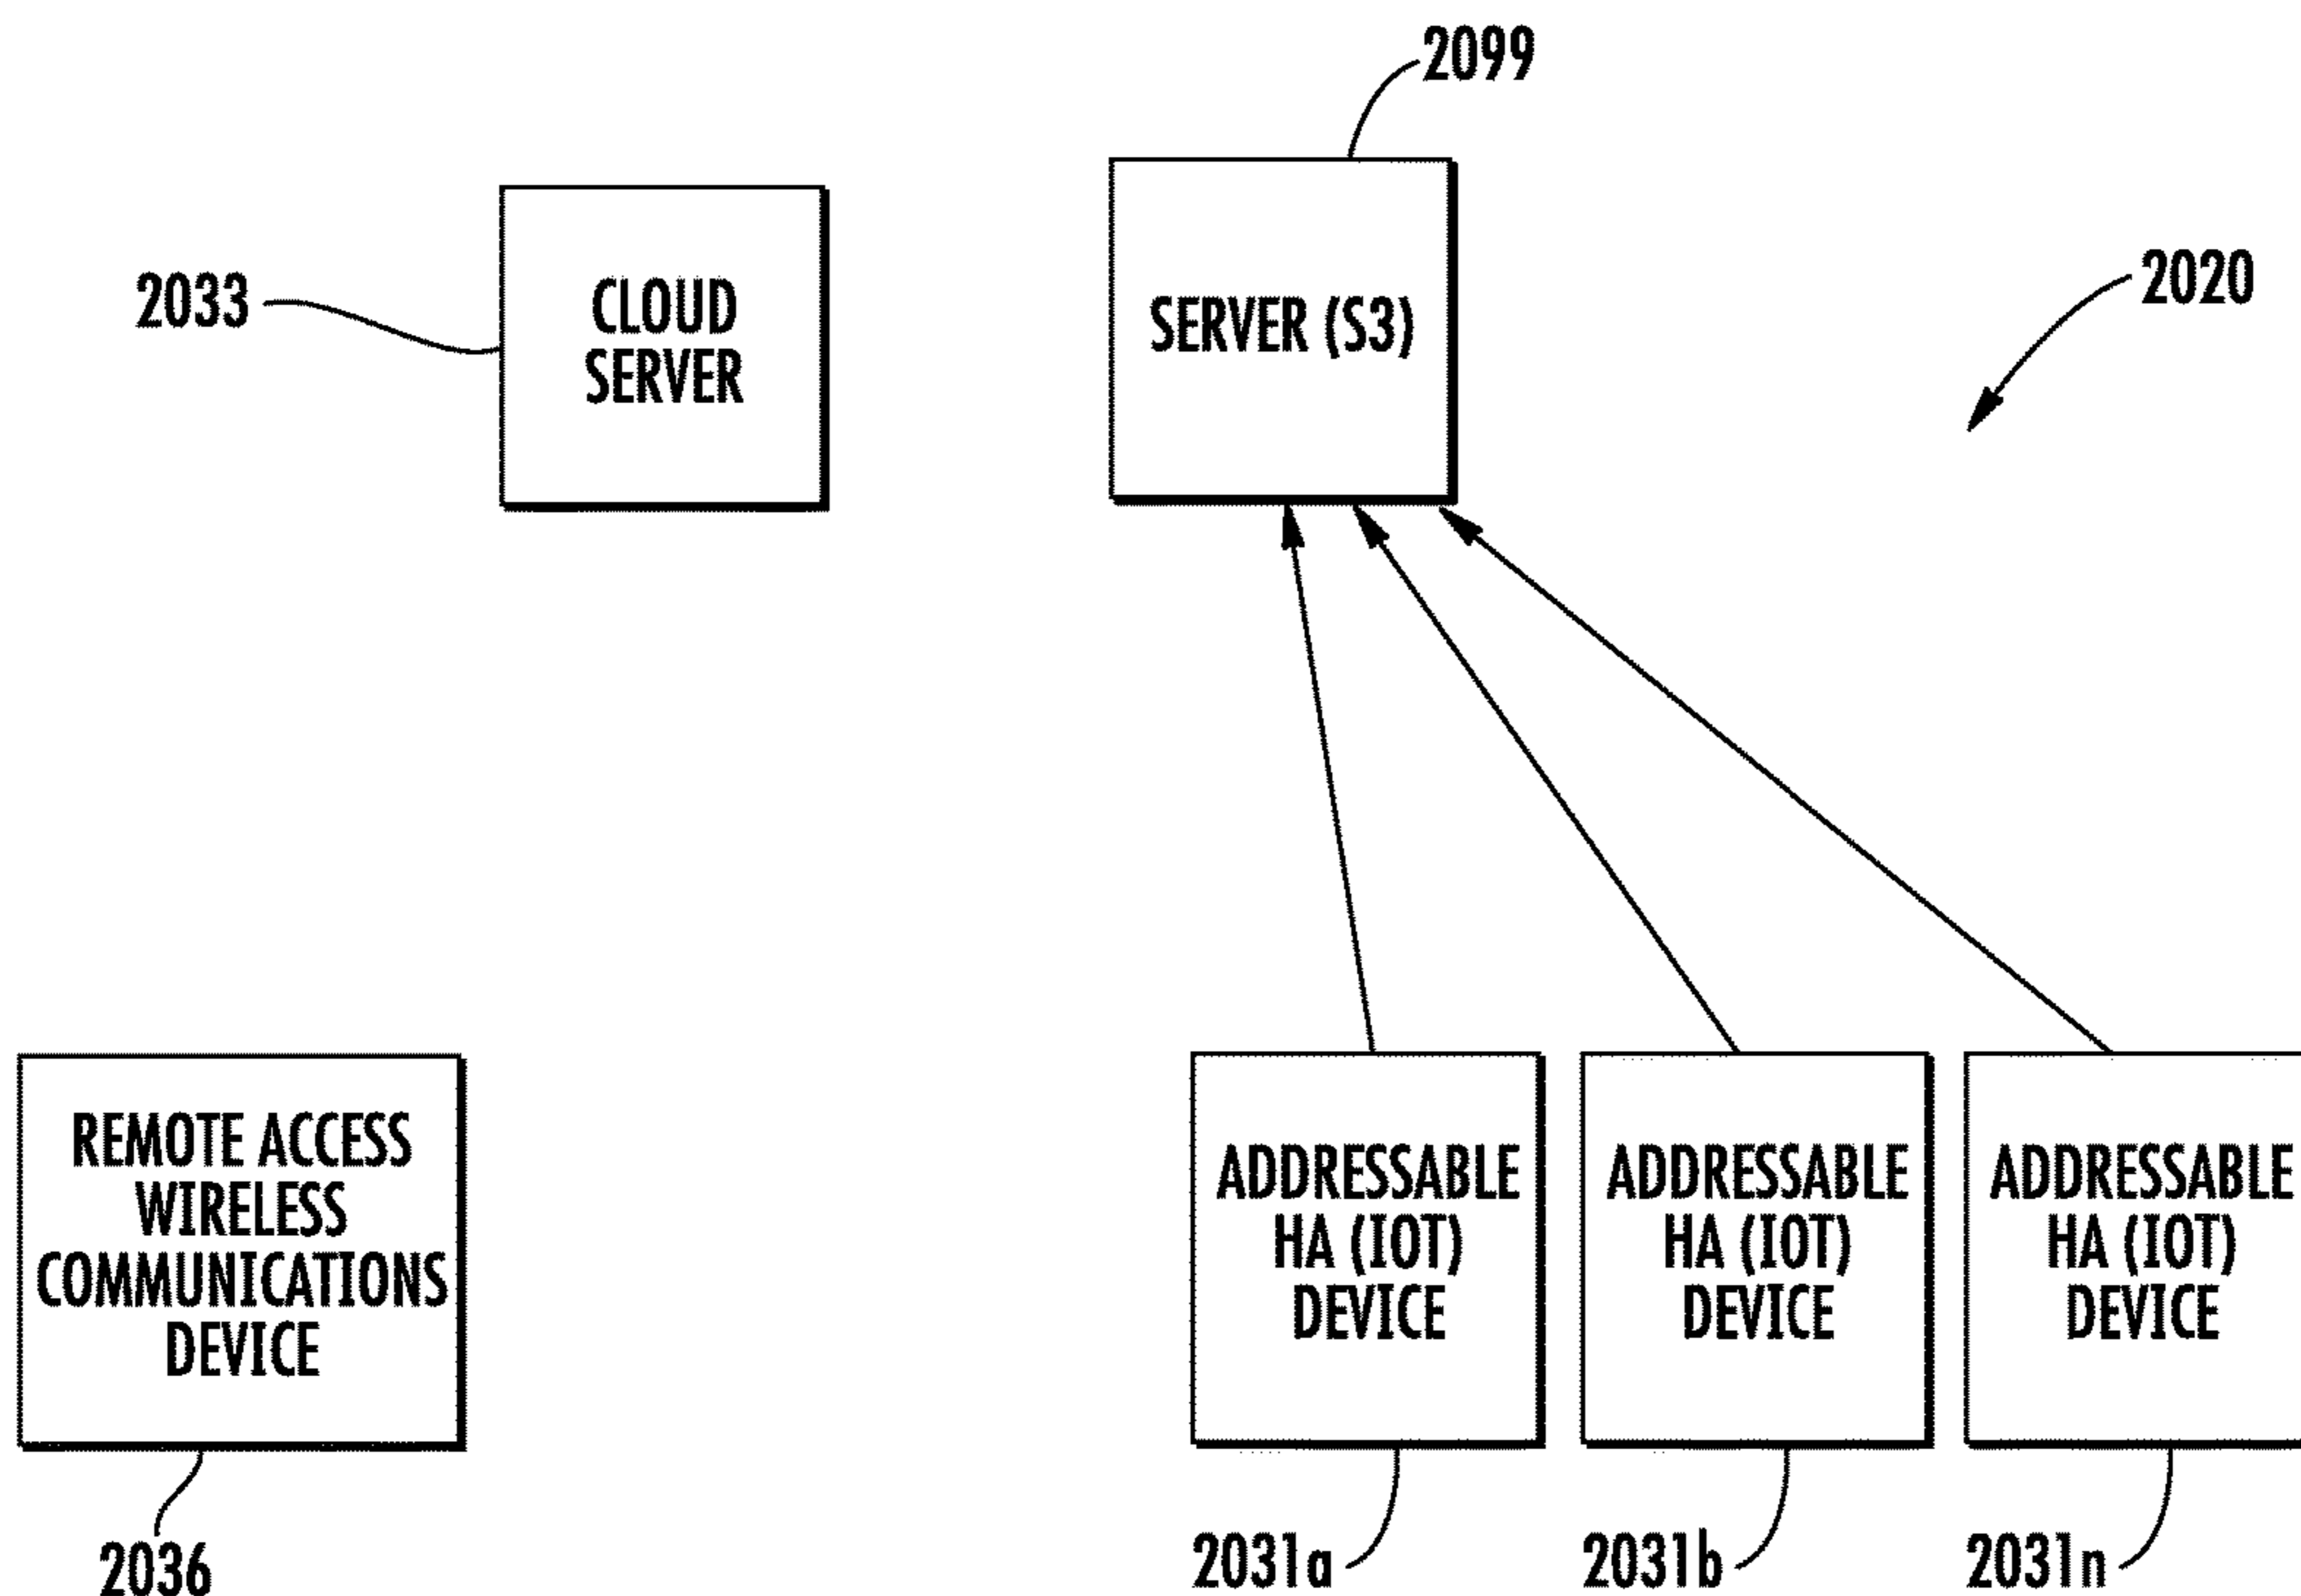 2099
2033
CLOUD
SERVER
SERVER (S3)
2020
REMOTE ACCESS
WIRELESS
COMMUNICATIONS
DEVICE
ADDRESSABLE
HA (IOT)
DEVICE
ADDRESSABLE
HA (IOT)
DEVICE
ADDRESSABLE
HA (IOT)
DEVICE
2036
2031a
2031b
2031n